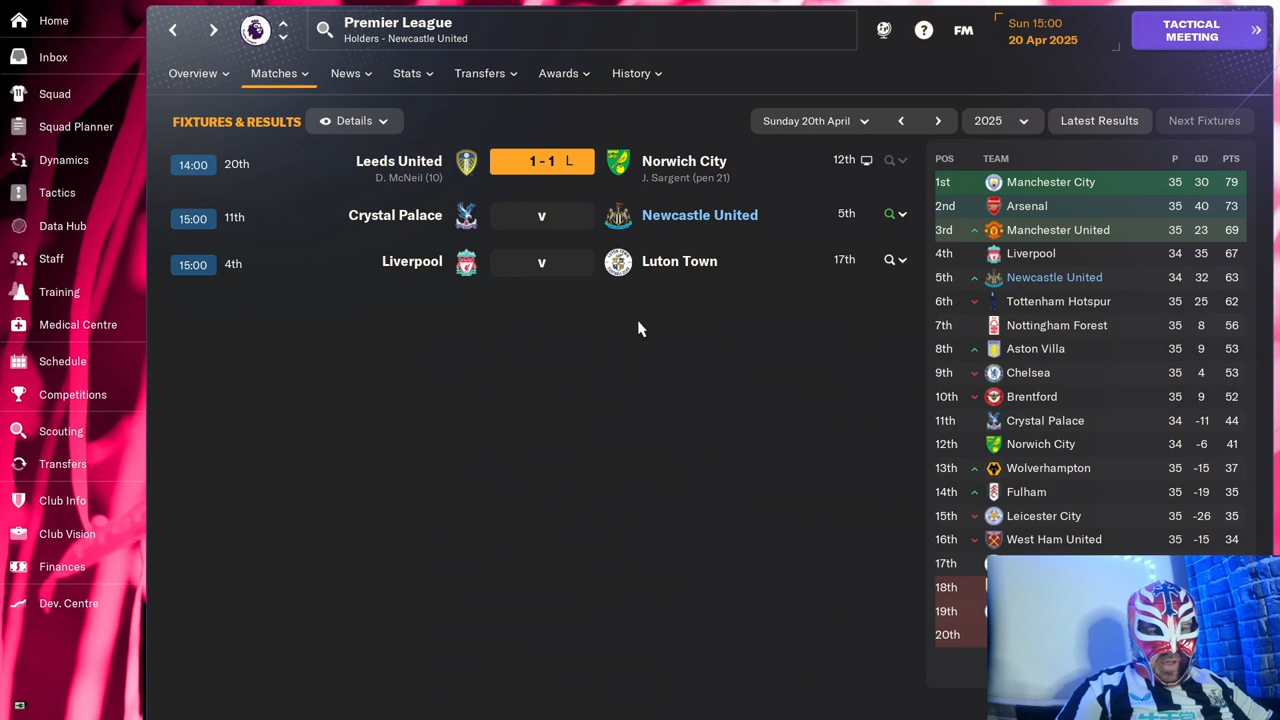 Home
Inbox
Squad
Squad Planner
Dynamics
Tactics
Data Hub
Staff
Training
Medical Centre
Schedule
Competitions
Scouting
Transfers
Club Info
Club Vision
Finances
Dev. Centre
Premier League
Holders - Newcastle United
FM
Sun 15:00
20 Apr 2025
TACTICAL
MEETING
Overview Matches News Stats Transfers Awards History
FIXTURES & RESULTS Details Sunday 20th April 2025 Latest Results Next Fixtures
14:00 20th Leeds United 1 - 1 L Norwich City 12th
D. McNeil (10) J. Sargent (pen 21)
15:00 11th Crystal Palace v Newcastle United 5th
15:00 4th Liverpool v Luton Town 17th
POS TEAM P GD PTS
1st Manchester City 35 30 79
2nd Arsenal 35 40 73
3rd Manchester United 35 23 69
4th Liverpool 34 35 67
5th Newcastle United 34 32 63
6th Tottenham Hotspur 35 25 62
7th Nottingham Forest 35 8 56
8th Aston Villa 35 9 53
9th Chelsea 35 4 53
10th Brentford 35 9 52
11th Crystal Palace 34 -11 44
12th Norwich City 34 -6 41
13th Wolverhampton 35 -15 37
14th Fulham 35 -19 35
15th Leicester City 35 -26 35
16th West Ham United 35 -15 34
17th
18th
19th
20th